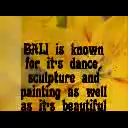 BALI is known
for it's dance,
sculpture and
painting as well
as it's beautiful